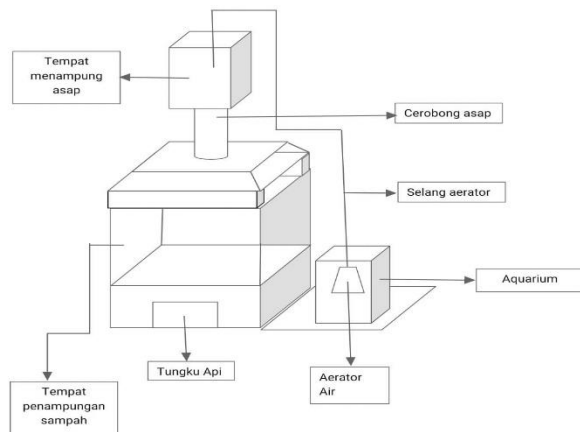 Tempat
menampung
asap
Cerobong asap
Selang aerator
Aquarium
Tungku Api
Aerator
Air
Tempat
penampungan
sampah